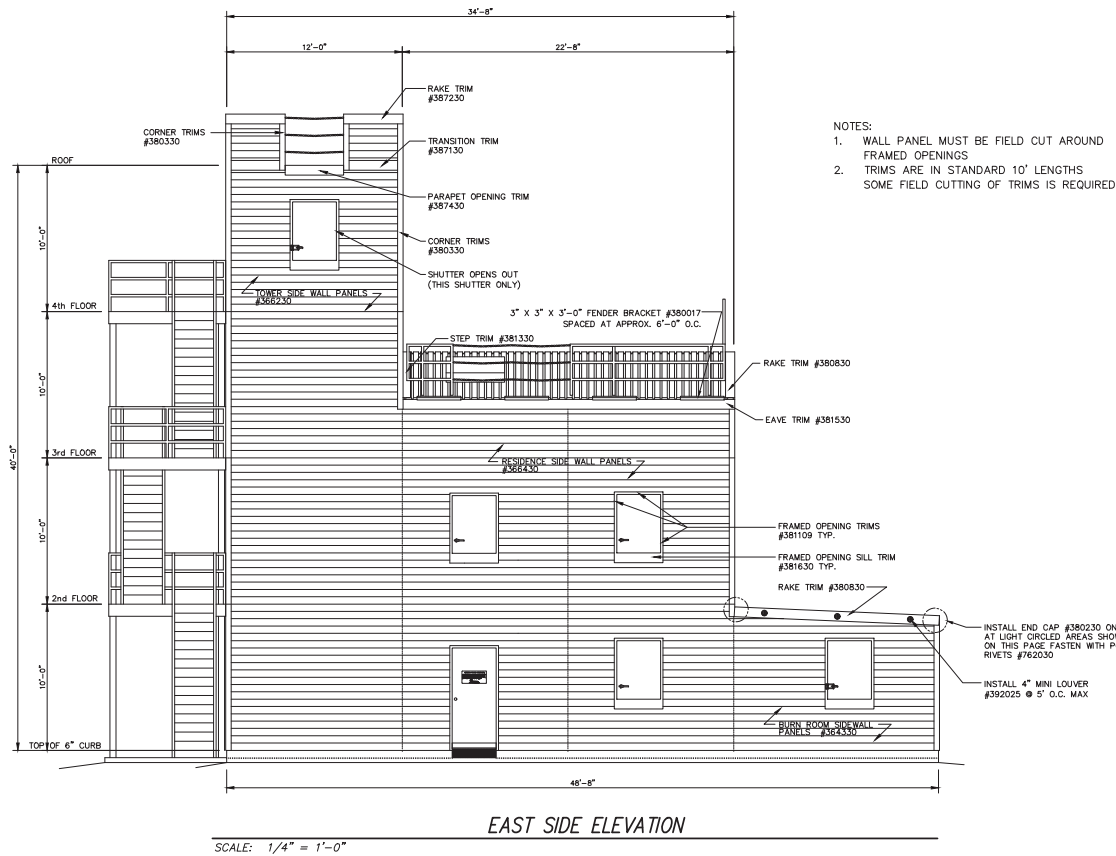 34'-8"
12'-0"
22'-8"
RAKE TRIM
#387230
CORNER TRIMS
#380330
TRANSITION TRIM
#387130
NOTES:
1. WALL PANEL MUST BE FIELD CUT AROUND
FRAMED OPENINGS
2. TRIMS ARE IN STANDARD 10' LENGTHS
SOME FIELD CUTTING OF TRIMS IS REQUIRED
ROOF
PARAPET OPENING TRIM
#387430
10'-0"
CORNER TRIMS
#380330
SHUTTER OPENS OUT
(THIS SHUTTER ONLY)
TOWER SIDE WALL PANELS
#366230
4th FLOOR
3" X 3" X 3'-0" FENDER BRACKET #380017
SPACED AT APPROX. 6'-0" O.C.
STEP TRIM #381330
RAKE TRIM #380830
10'-0"
EAVE TRIM #381530
40'-0"
3rd FLOOR
RESIDENCE SIDE WALL PANELS
#366430
10'-0"
FRAMED OPENING TRIMS
#381109 TYP.
FRAMED OPENING SILL TRIM
#381630 TYP.
RAKE TRIM #380830
2nd FLOOR
INSTALL END CAP #380230 ON
AT LIGHT CIRCLED AREAS SHO
ON THIS PAGE FASTEN WITH P
RIVETS #762030
10'-0"
INSTALL 4" MINI LOUVER
#392025 @ 5' O.C. MAX
BURN ROOM SIDEWALL
PANELS #364330
TOP OF 6" CURB
48'-8"
EAST SIDE ELEVATION
SCALE: 1/4" = 1'-0"